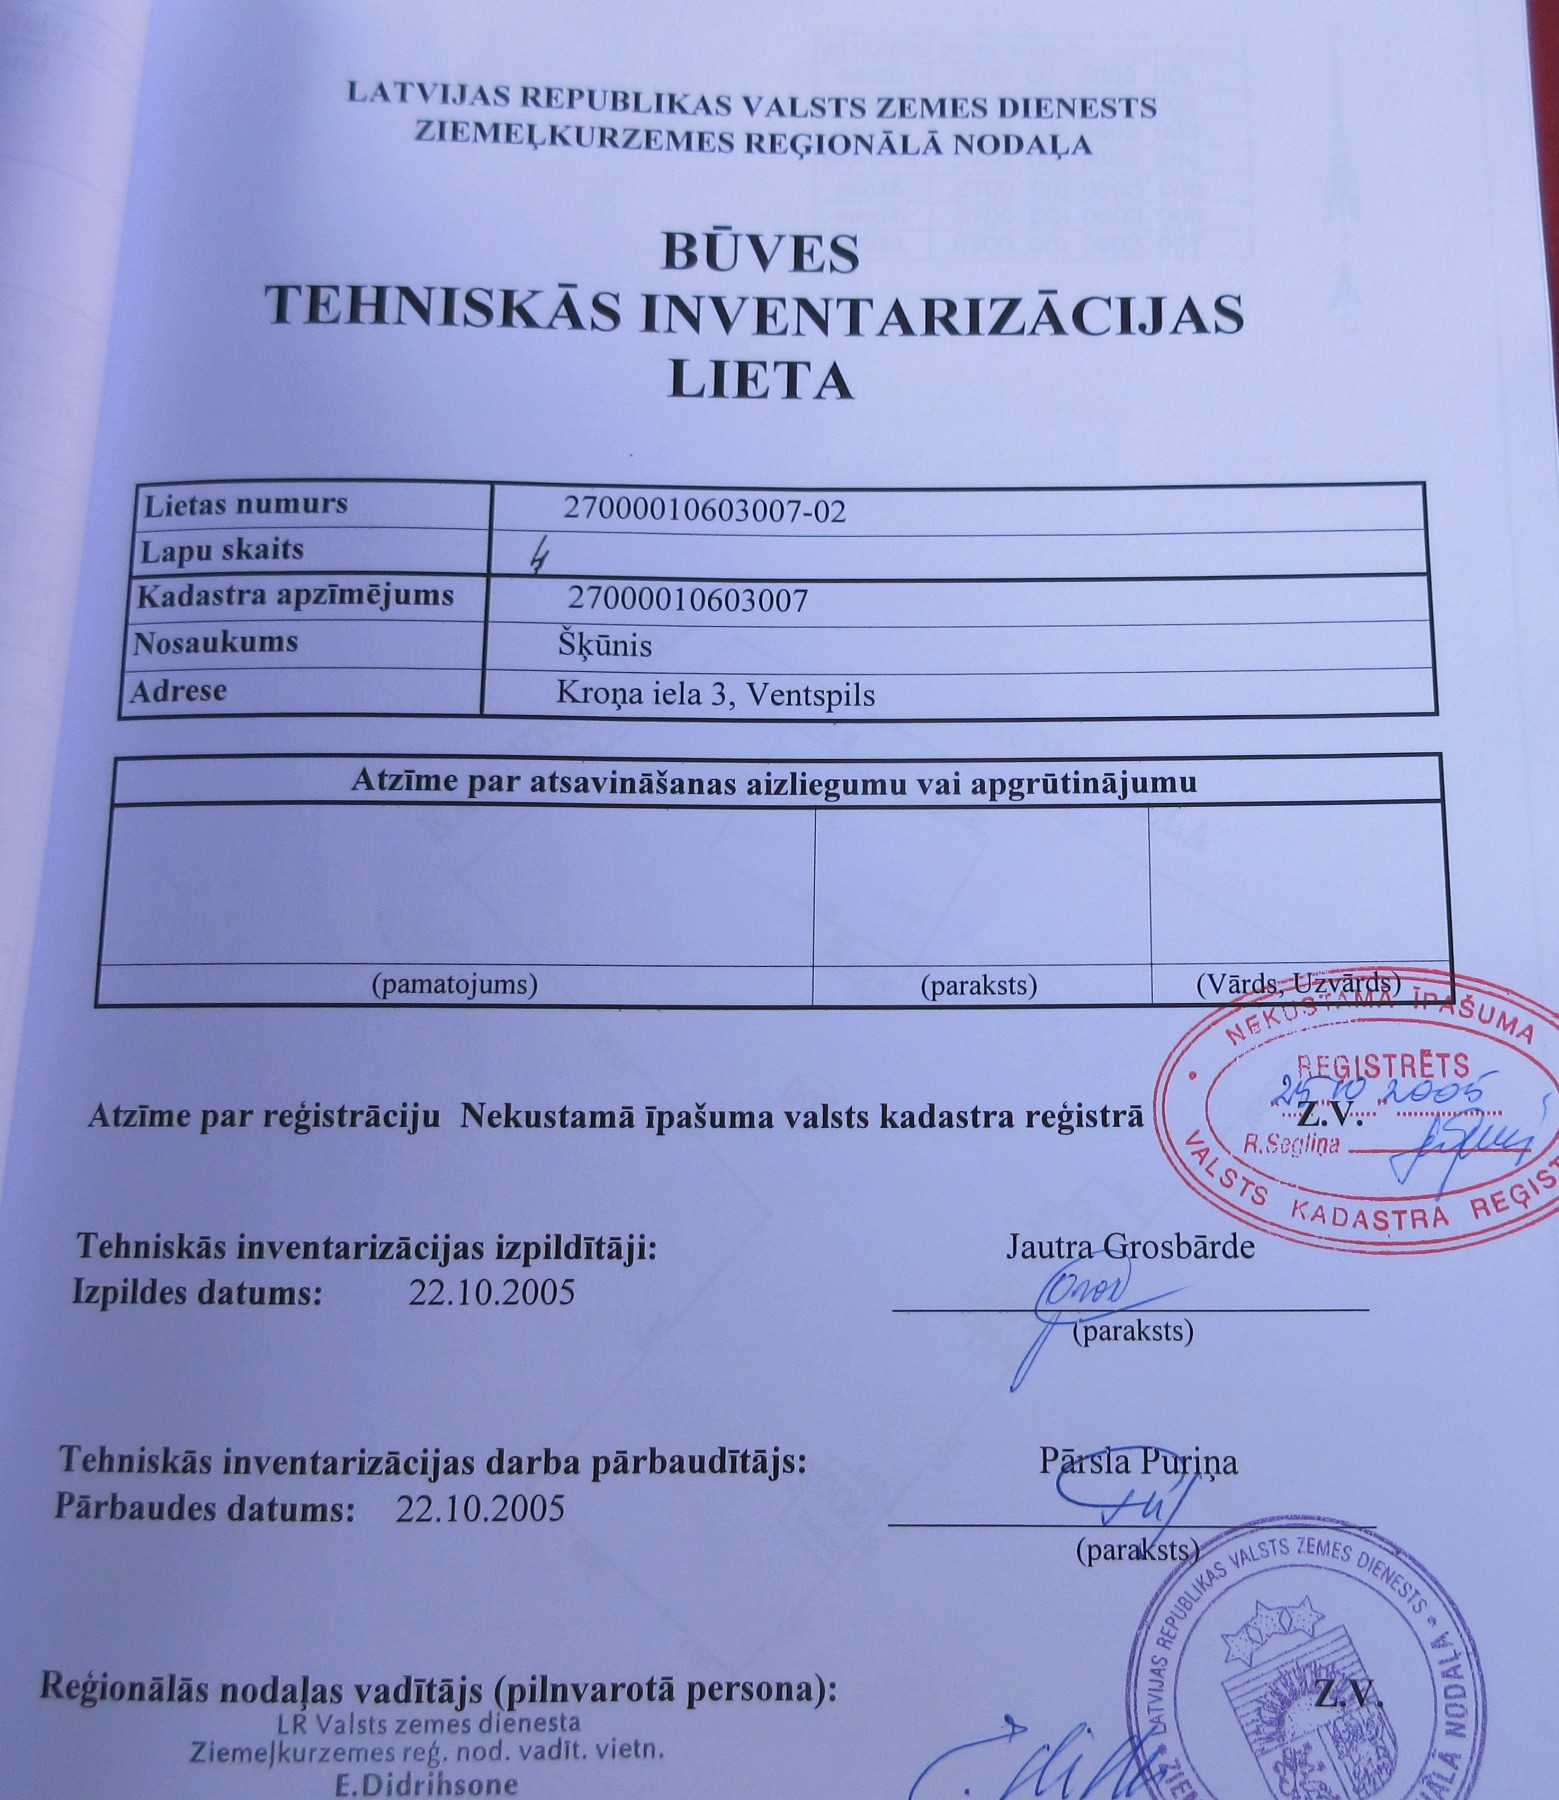 LATVIJAS REPUBLIKAS VALSTS ZEMES DIENESTS
ZIEMEĻKURZEMES REĢIONĀLĀ NODAĻA
BŪVES
TEHNISKĀS INVENTARIZĀCIJAS
LIETA
Lietas numurs 27000010603007-02
Lapu skaits 4
Kadastra apzīmējums 27000010603007
Nosaukums Šķūnis
Adrese Kroņa iela 3, Ventspils
Atzīme par atsavināšanas aizliegumu vai apgrūtinājumu
(pamatojums) (paraksts) (Vārds, Uzvārds)
NEKUSTAMĀ ĪPAŠUMA
REĢISTRĒTS
25 10 2005
Atzīme par reģistrāciju Nekustamā īpašuma valsts kadastra reģistrā Z.V.
R.Segliņa
VALSTS KADASTRA REĢIST
Tehniskās inventarizācijas izpildītāji: Jautra Grosbārde
Izpildes datums: 22.10.2005
(paraksts)
Tehniskās inventarizācijas darba pārbaudītājs: Pārsla Puriņa
Pārbaudes datums: 22.10.2005
(paraksts)
LATVIJAS REPUBLIKAS VALSTS ZEMES DIENESTS
Reģionālās nodaļas vadītājs (pilnvarotā persona): Z.V.
LR Valsts zemes dienesta
Ziemeļkurzemes reģ. nod. vadīt. vietn.
E.Didrihsone
NODAĻA